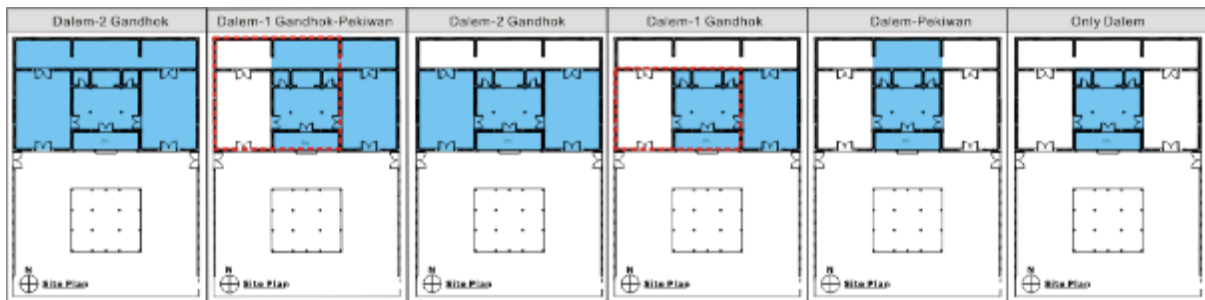 Dalem-2 Gandhok
Dalem-1 Gandhok-Pekiwan
Dalem-2 Gandhok
Dalem-1 Gandhok
Dalem-Pekiwan
Only Dalem
N
Site Plan
N
Site Plan
N
Site Plan
N
Site Plan
N
Site Plan
N
Site Plan